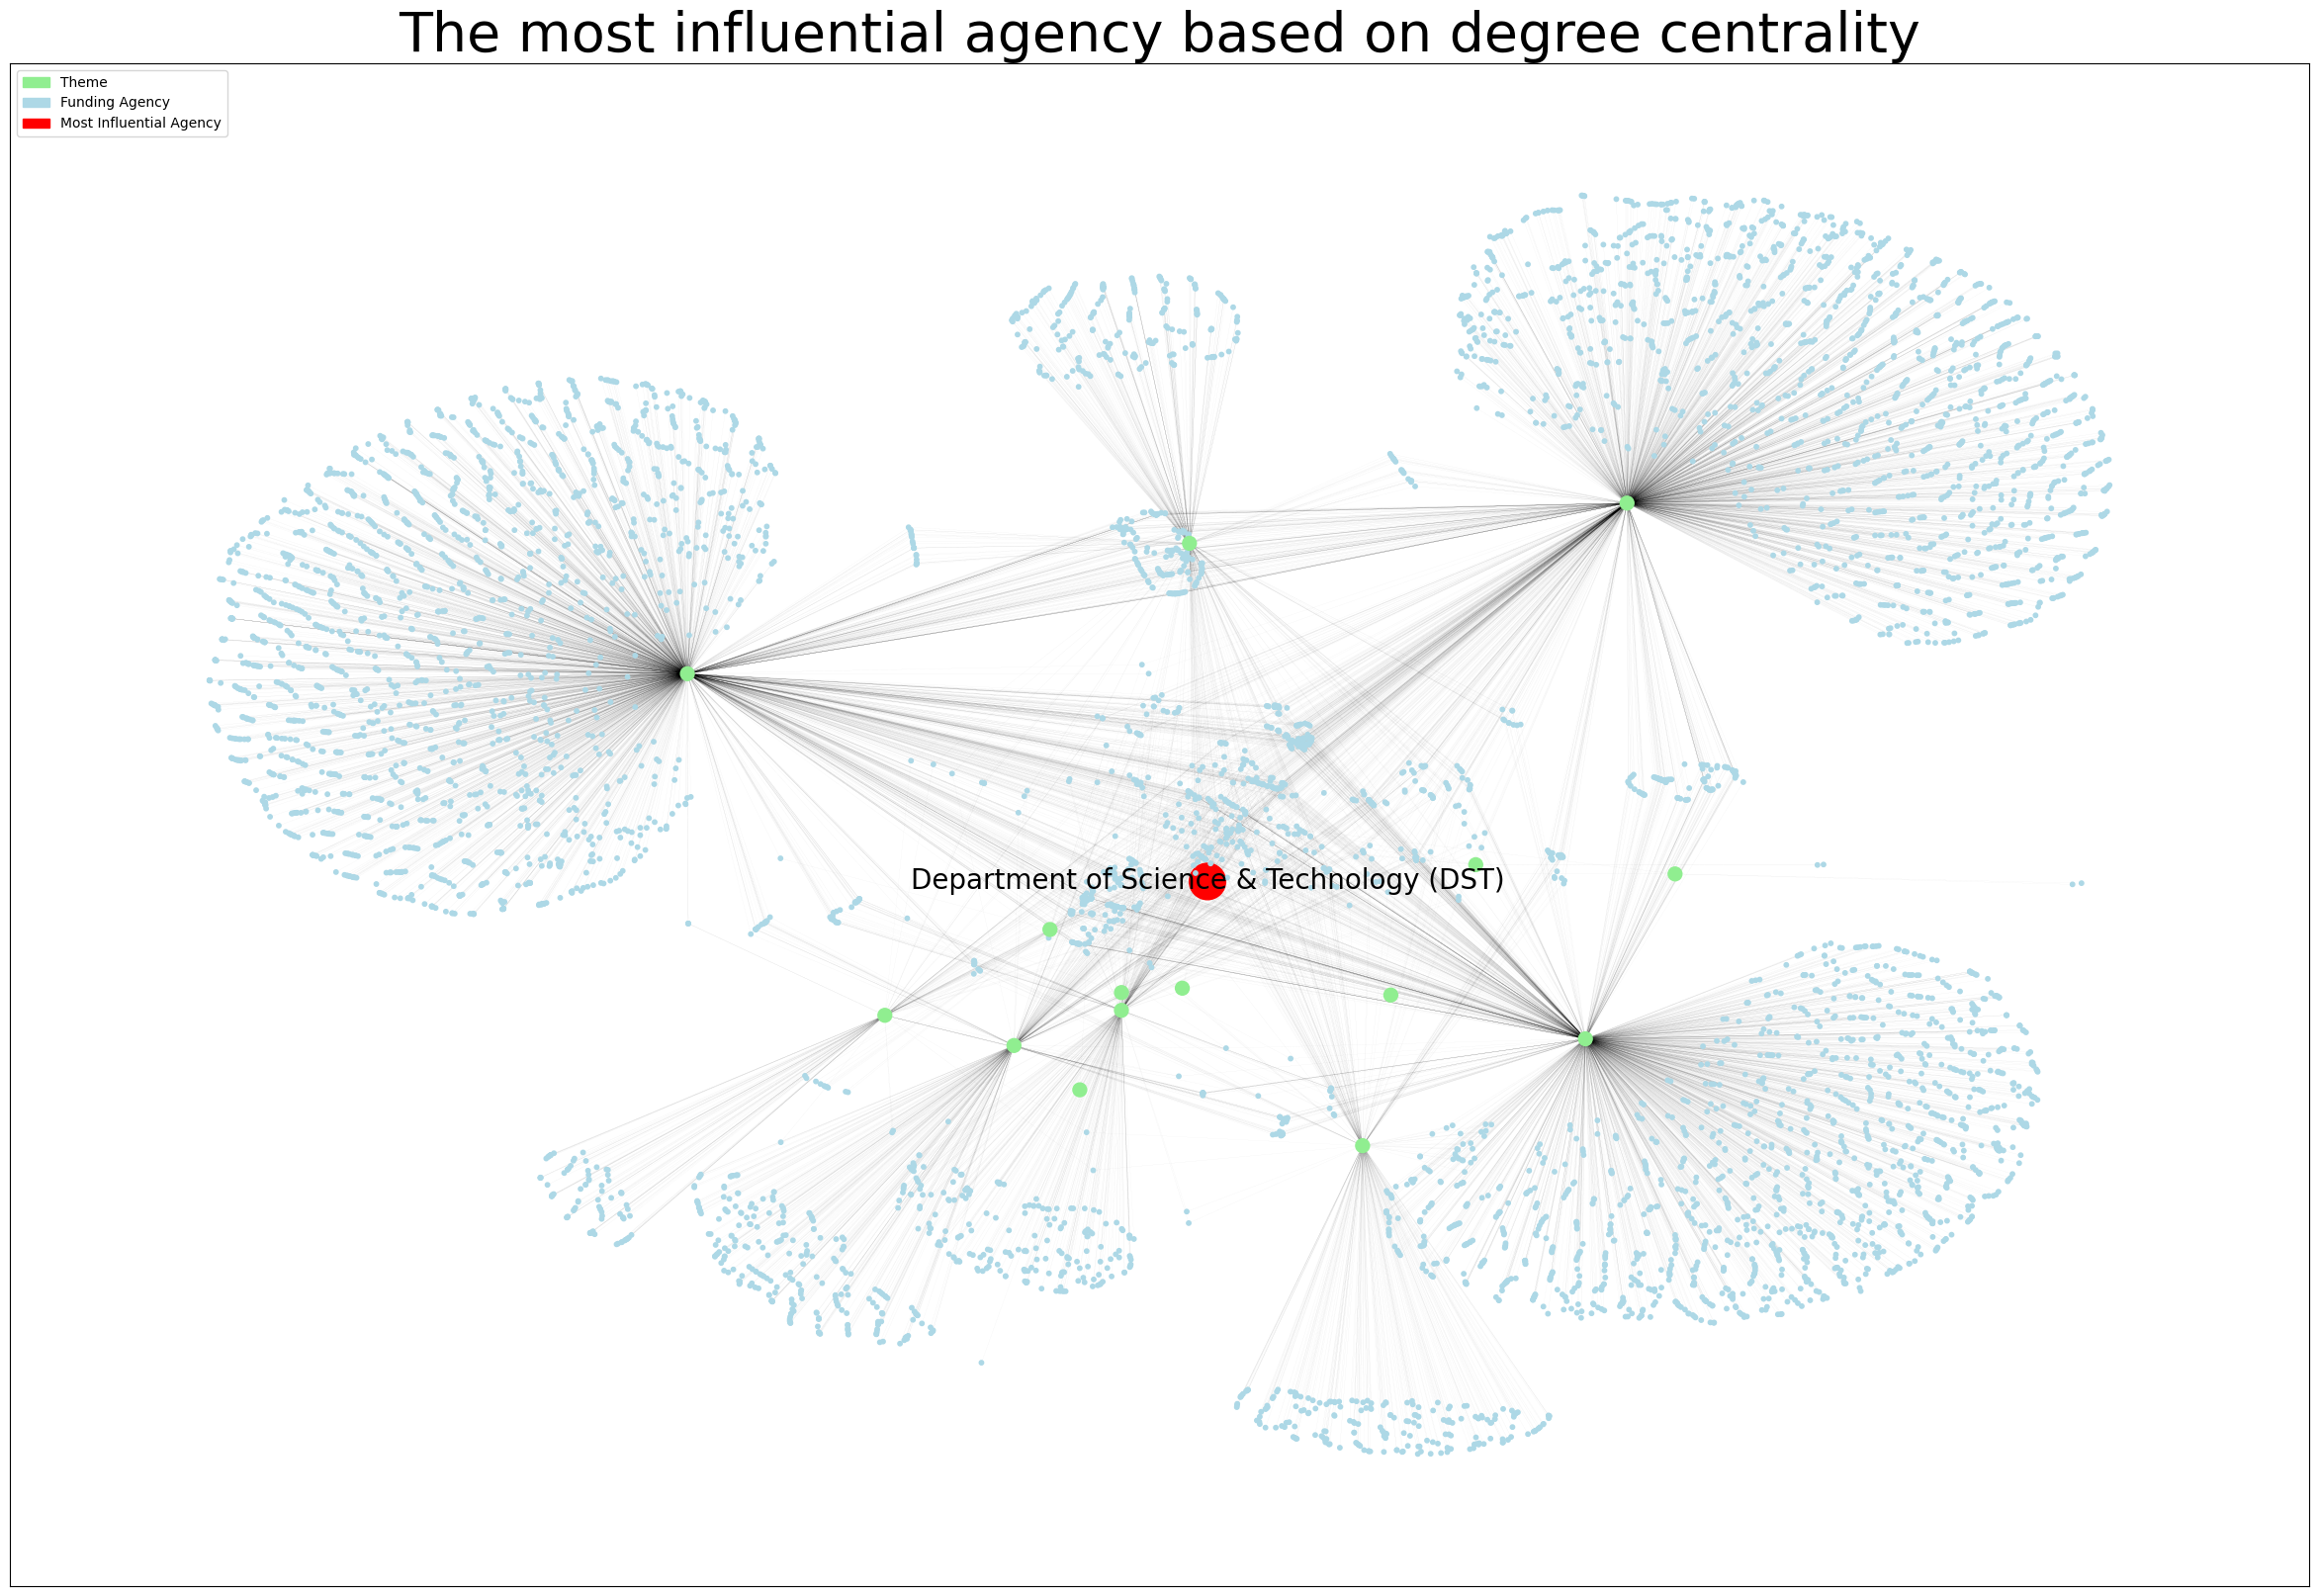 The most influential agency based on degree centrality
Theme
Funding Agency
Most Influential Agency
Department of Science & Technology (DST)